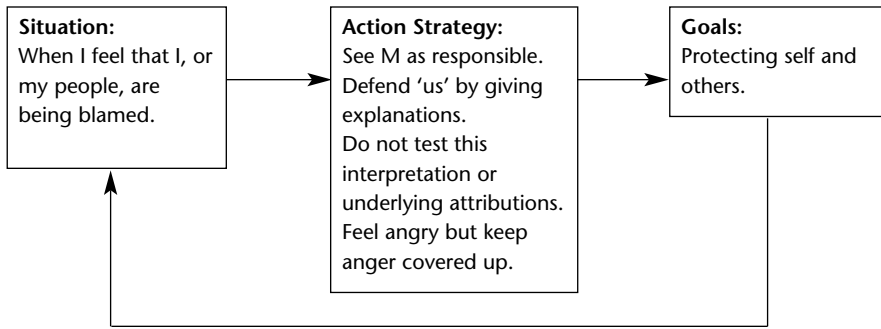 Situation:
When I feel that I, or
my people, are
being blamed.
Action Strategy:
See M as responsible.
Defend ‘us’ by giving
explanations.
Do not test this
interpretation or
underlying attributions.
Feel angry but keep
anger covered up.
Goals:
Protecting self and
others.